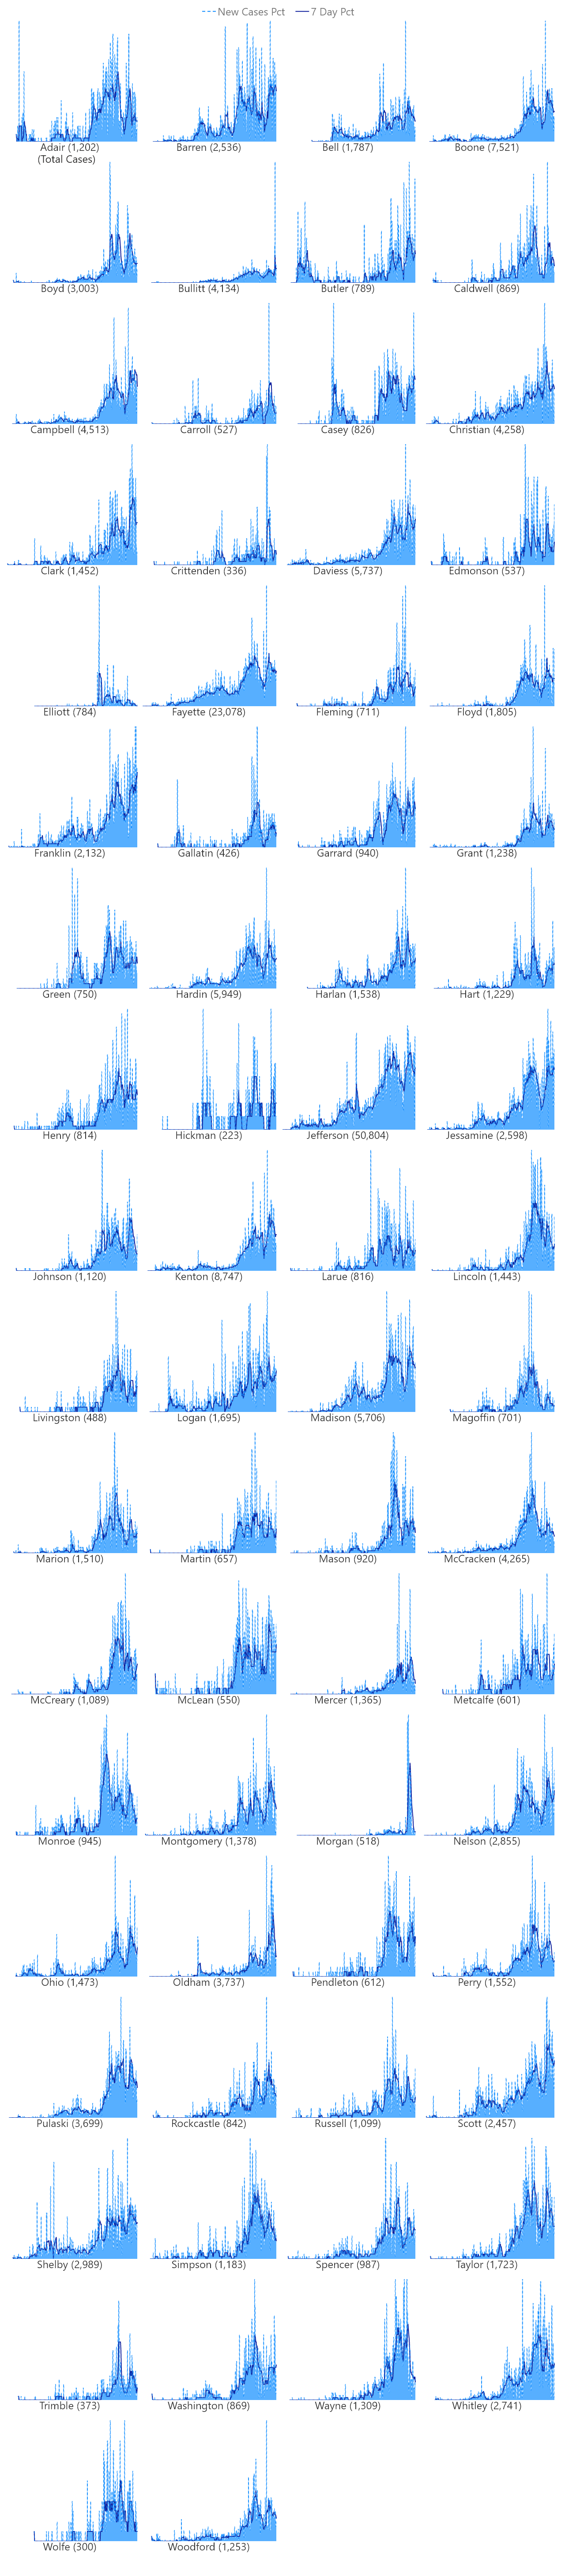 New Cases Pct 7 Day Pct
Adair (1,202) Barren (2,536) Bell (1,787) Boone (7,521)
(Total Cases)
Boyd (3,003) Bullitt (4,134) Butler (789) Caldwell (869)
Campbell (4,513) Carroll (527) Casey (826) Christian (4,258)
Clark (1,452) Crittenden (336) Daviess (5,737) Edmonson (537)
Elliott (784) Fayette (23,078) Fleming (711) Floyd (1,805)
Franklin (2,132) Gallatin (426) Garrard (940) Grant (1,238)
Green (750) Hardin (5,949) Harlan (1,538) Hart (1,229)
Henry (814) Hickman (223) Jefferson (50,804) Jessamine (2,598)
Johnson (1,120) Kenton (8,747) Larue (816) Lincoln (1,443)
Livingston (488) Logan (1,695) Madison (5,706) Magoffin (701)
Marion (1,510) Martin (657) Mason (920) McCracken (4,265)
McCreary (1,089) McLean (550) Mercer (1,365) Metcalfe (601)
Monroe (945) Montgomery (1,378) Morgan (518) Nelson (2,855)
Ohio (1,473) Oldham (3,737) Pendleton (612) Perry (1,552)
Pulaski (3,699) Rockcastle (842) Russell (1,099) Scott (2,457)
Shelby (2,989) Simpson (1,183) Spencer (987) Taylor (1,723)
Trimble (373) Washington (869) Wayne (1,309) Whitley (2,741)
Wolfe (300) Woodford (1,253)